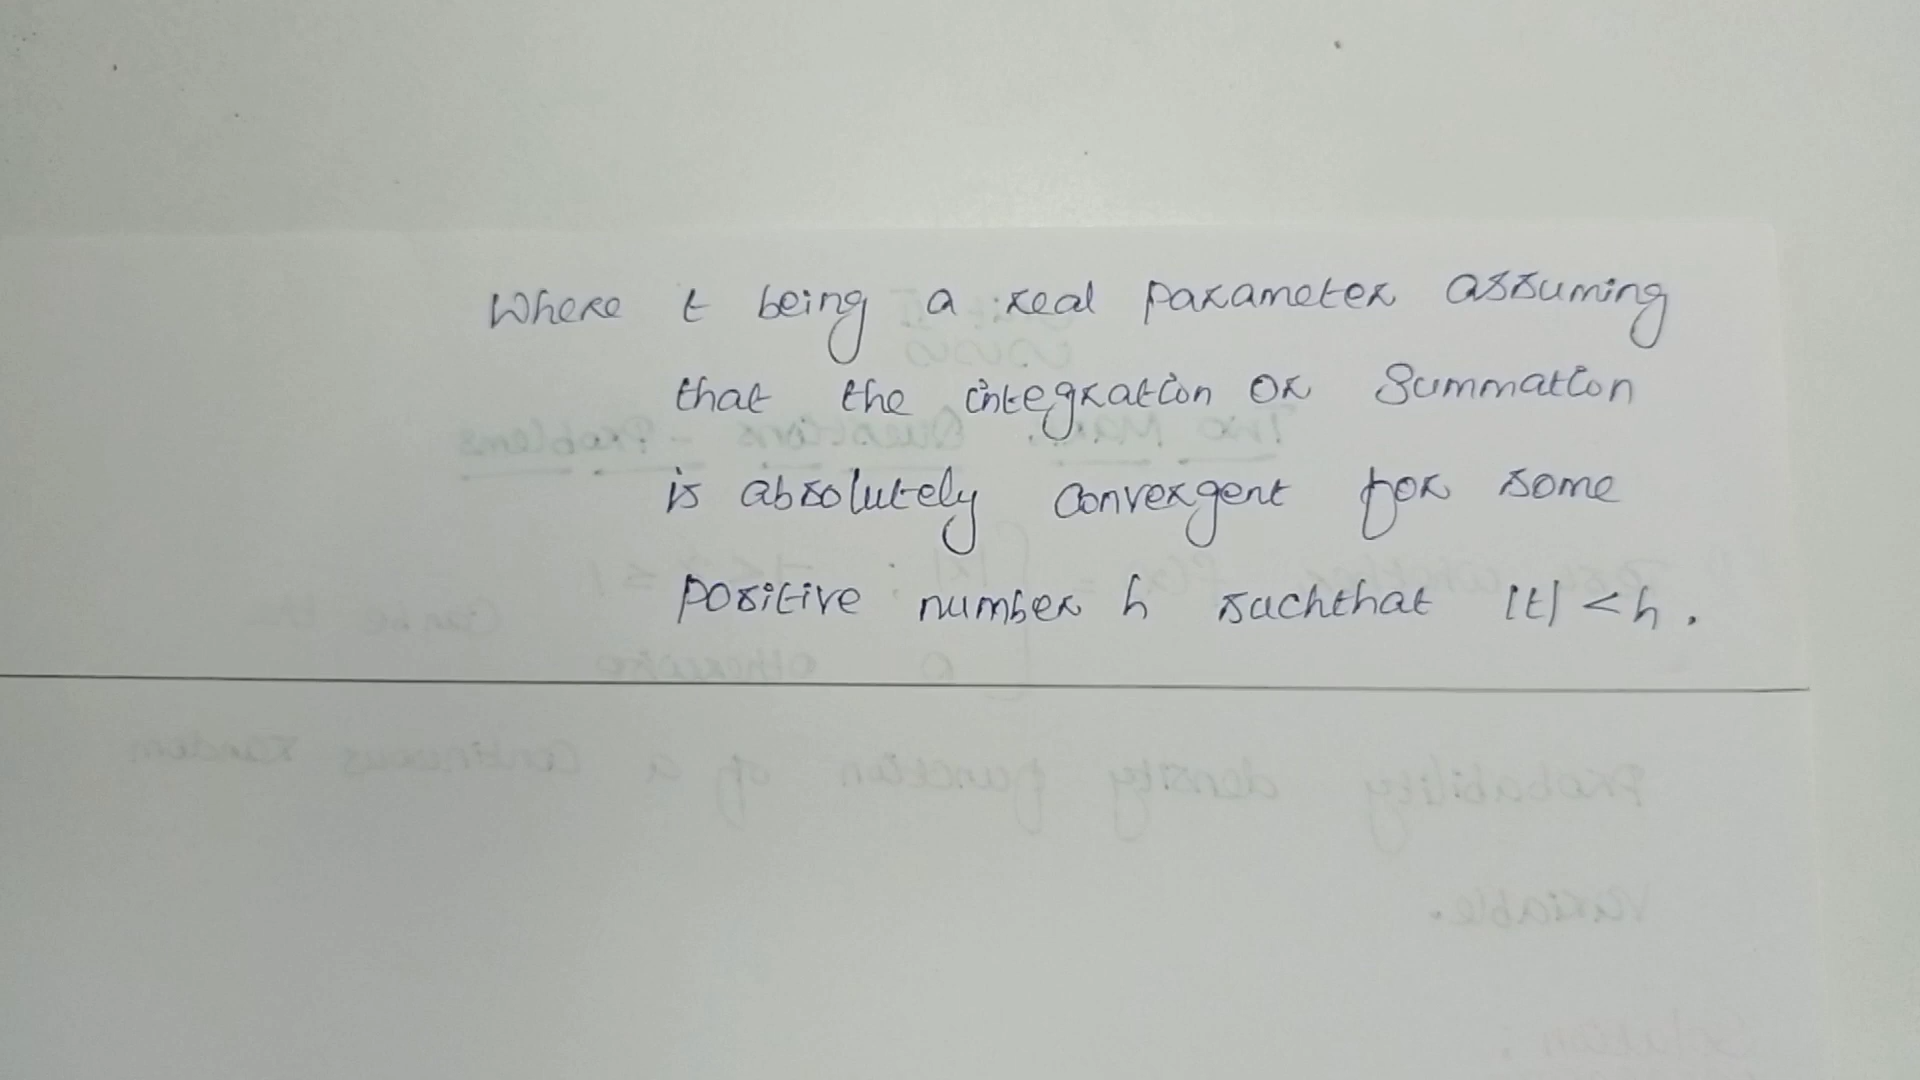 Where t being a real parameter assuming
that the integration or Summation
is absolutely convergent for some
positive number h suchthat |t| < h.